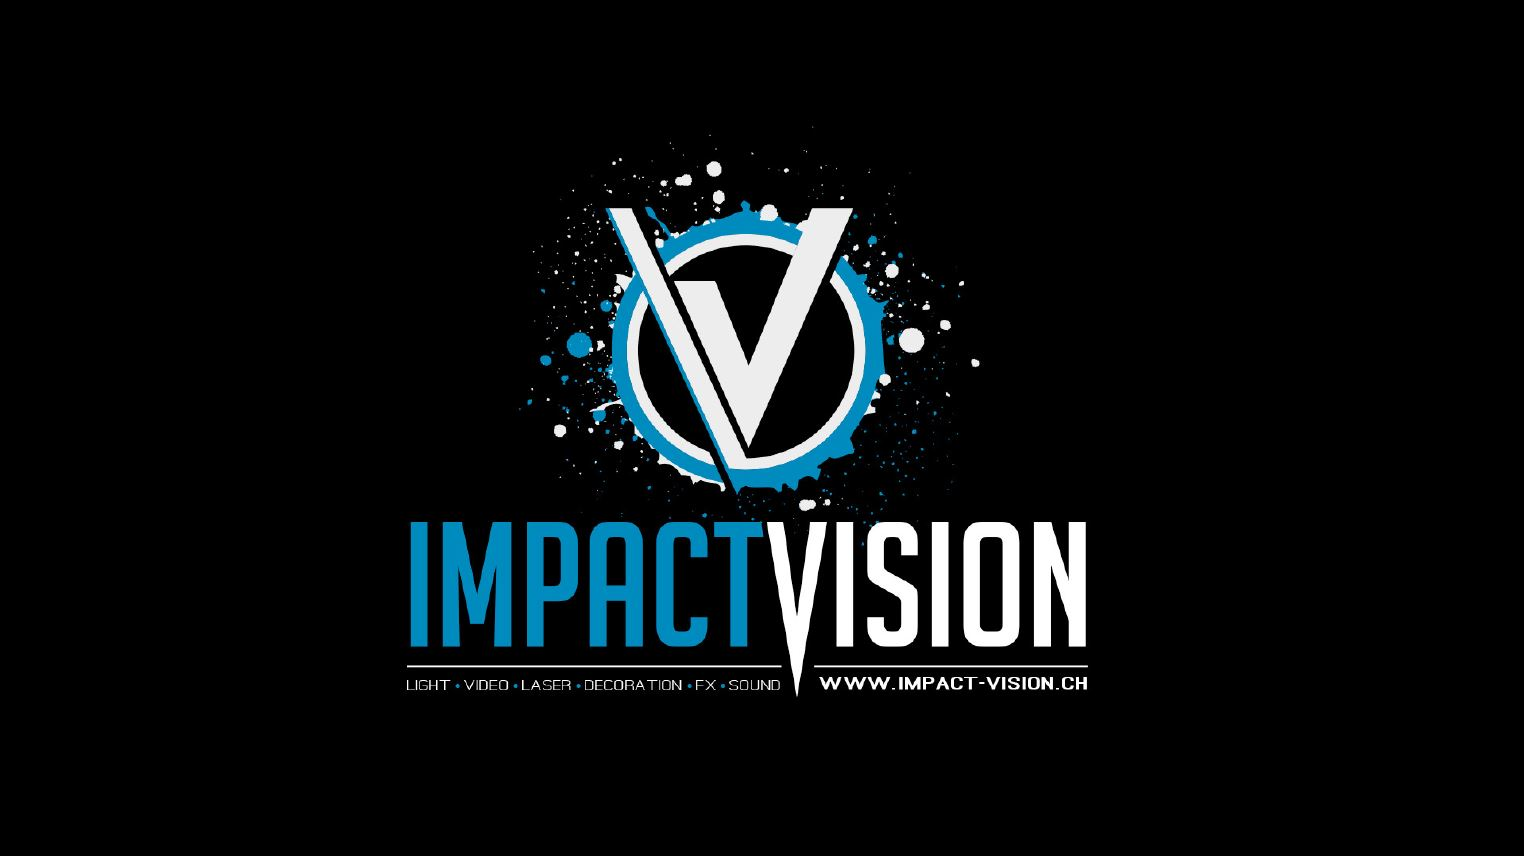 IMPACTVISION
LIGHT • VIDEO • LASER • DECORATION • FX • SOUND
WWW.IMPACT-VISION.CH